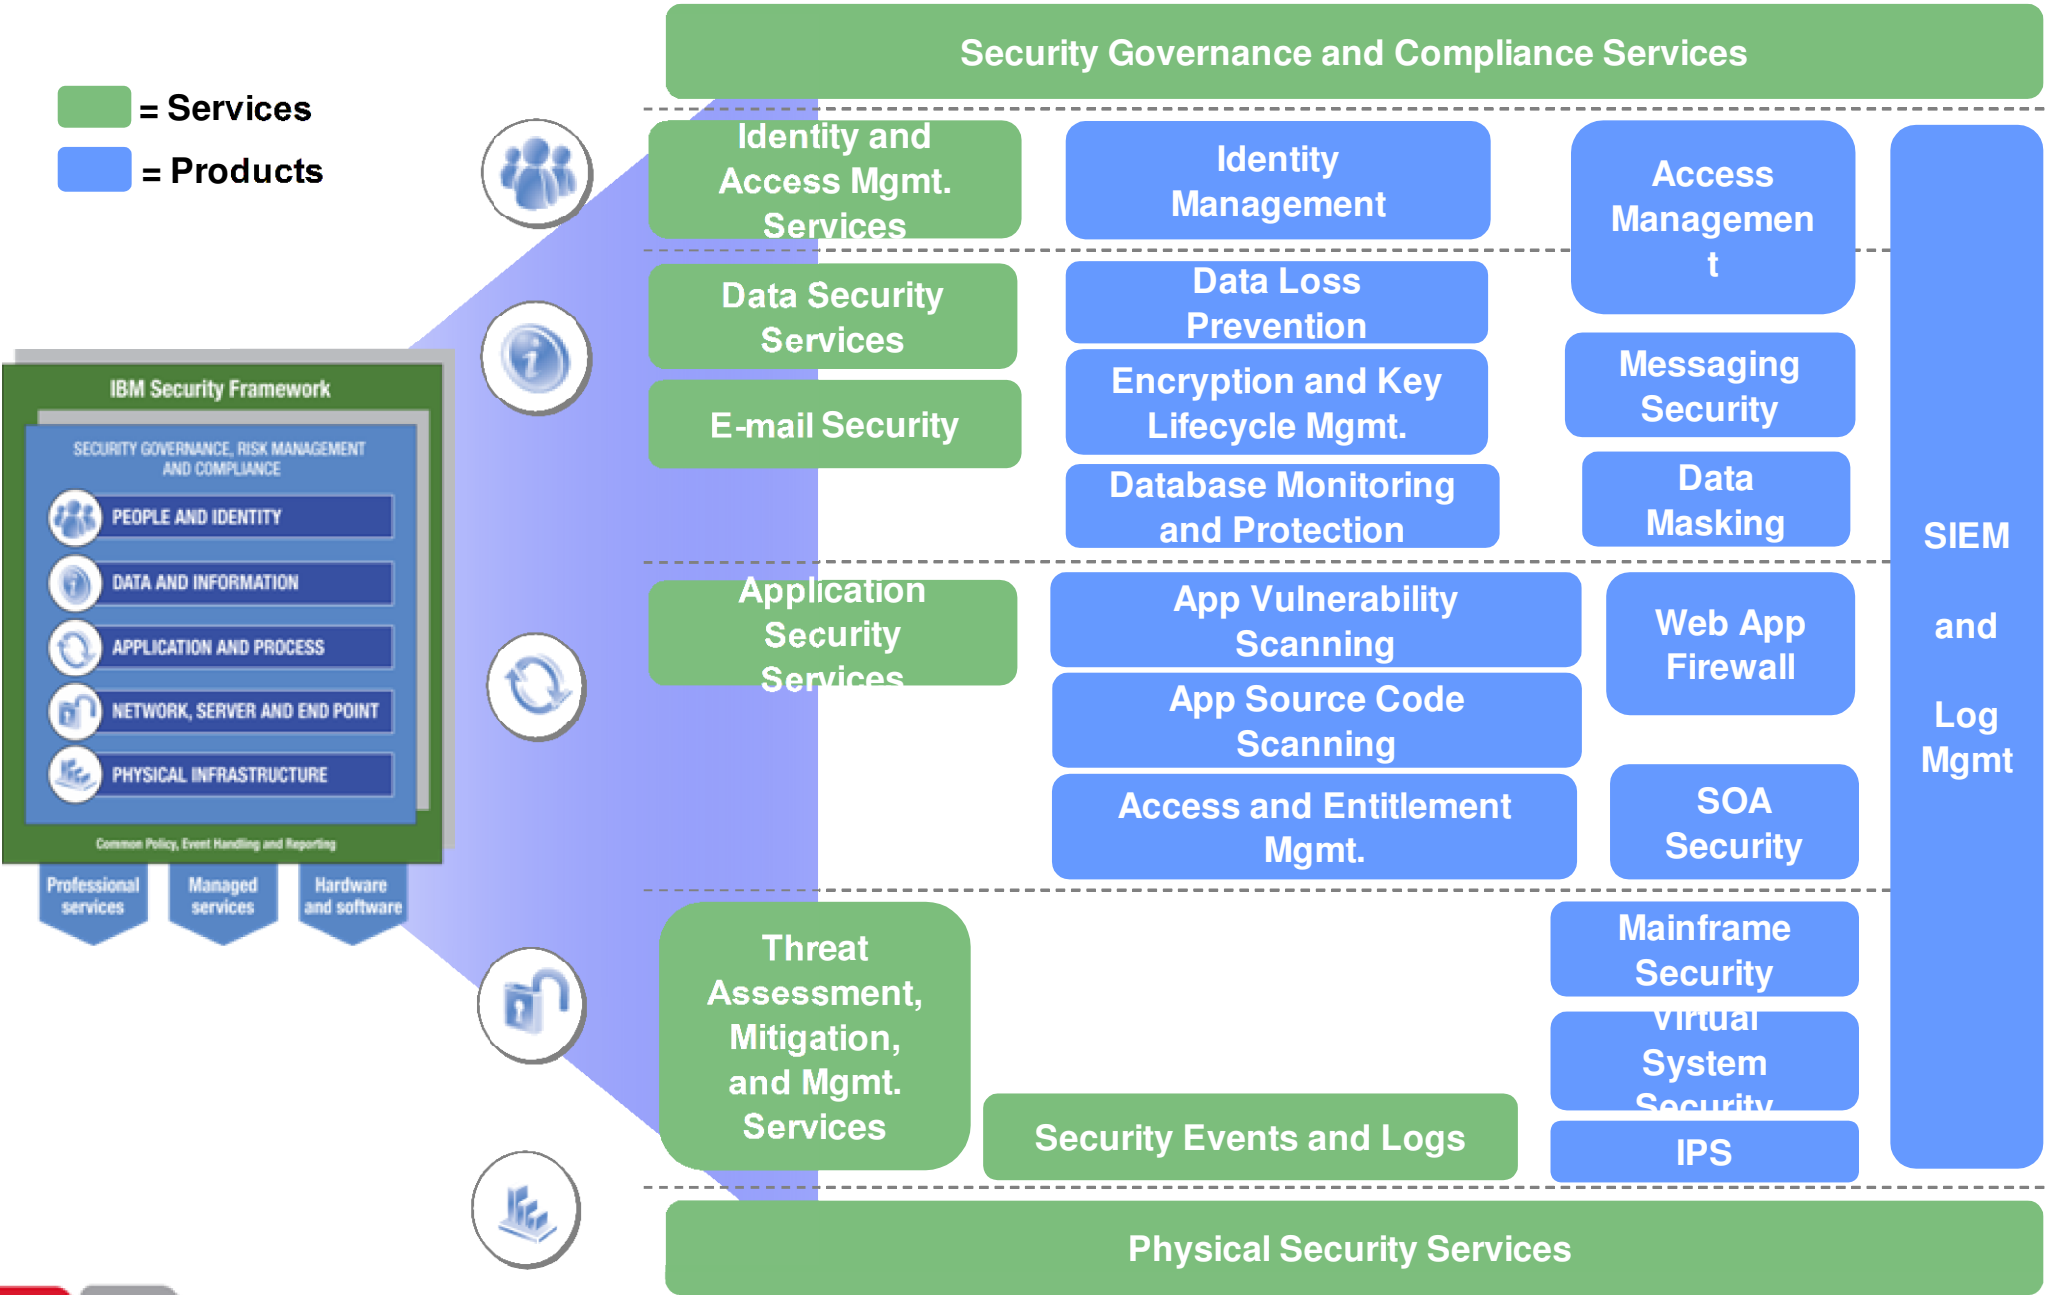 Security Governance and Compliance Services
= Services
= Products
Identity and
Access Mgmt.
Services
Identity
Management
Access
Managemen
t
Data Security
Services
Data Loss
Prevention
Messaging
Security
E-mail Security
Encryption and Key
Lifecycle Mgmt.
Database Monitoring
and Protection
Data
Masking
SIEM
and
Log
Mgmt
IBM Security Framework
SECURITY GOVERNANCE, RISK MANAGEMENT
AND COMPLIANCE
PEOPLE AND IDENTITY
DATA AND INFORMATION
APPLICATION AND PROCESS
NETWORK, SERVER AND END POINT
PHYSICAL INFRASTRUCTURE
Common Policy, Event Handling and Reporting
Professional
services
Managed
services
Hardware
and software
Application
Security
Services
App Vulnerability
Scanning
Web App
Firewall
App Source Code
Scanning
Access and Entitlement
Mgmt.
SOA
Security
Threat
Assessment,
Mitigation,
and Mgmt.
Services
Mainframe
Security
Virtual
System
Security
Security Events and Logs
IPS
Physical Security Services